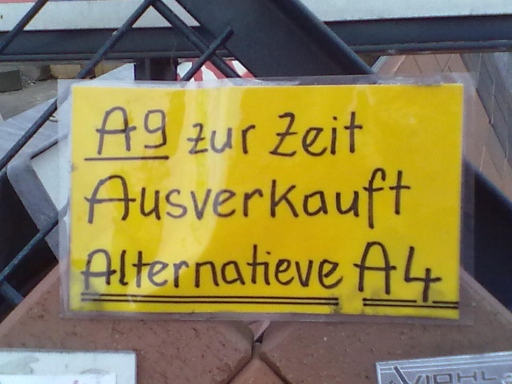 A9 zur Zeit
Ausverkauft
Alternatieve A4